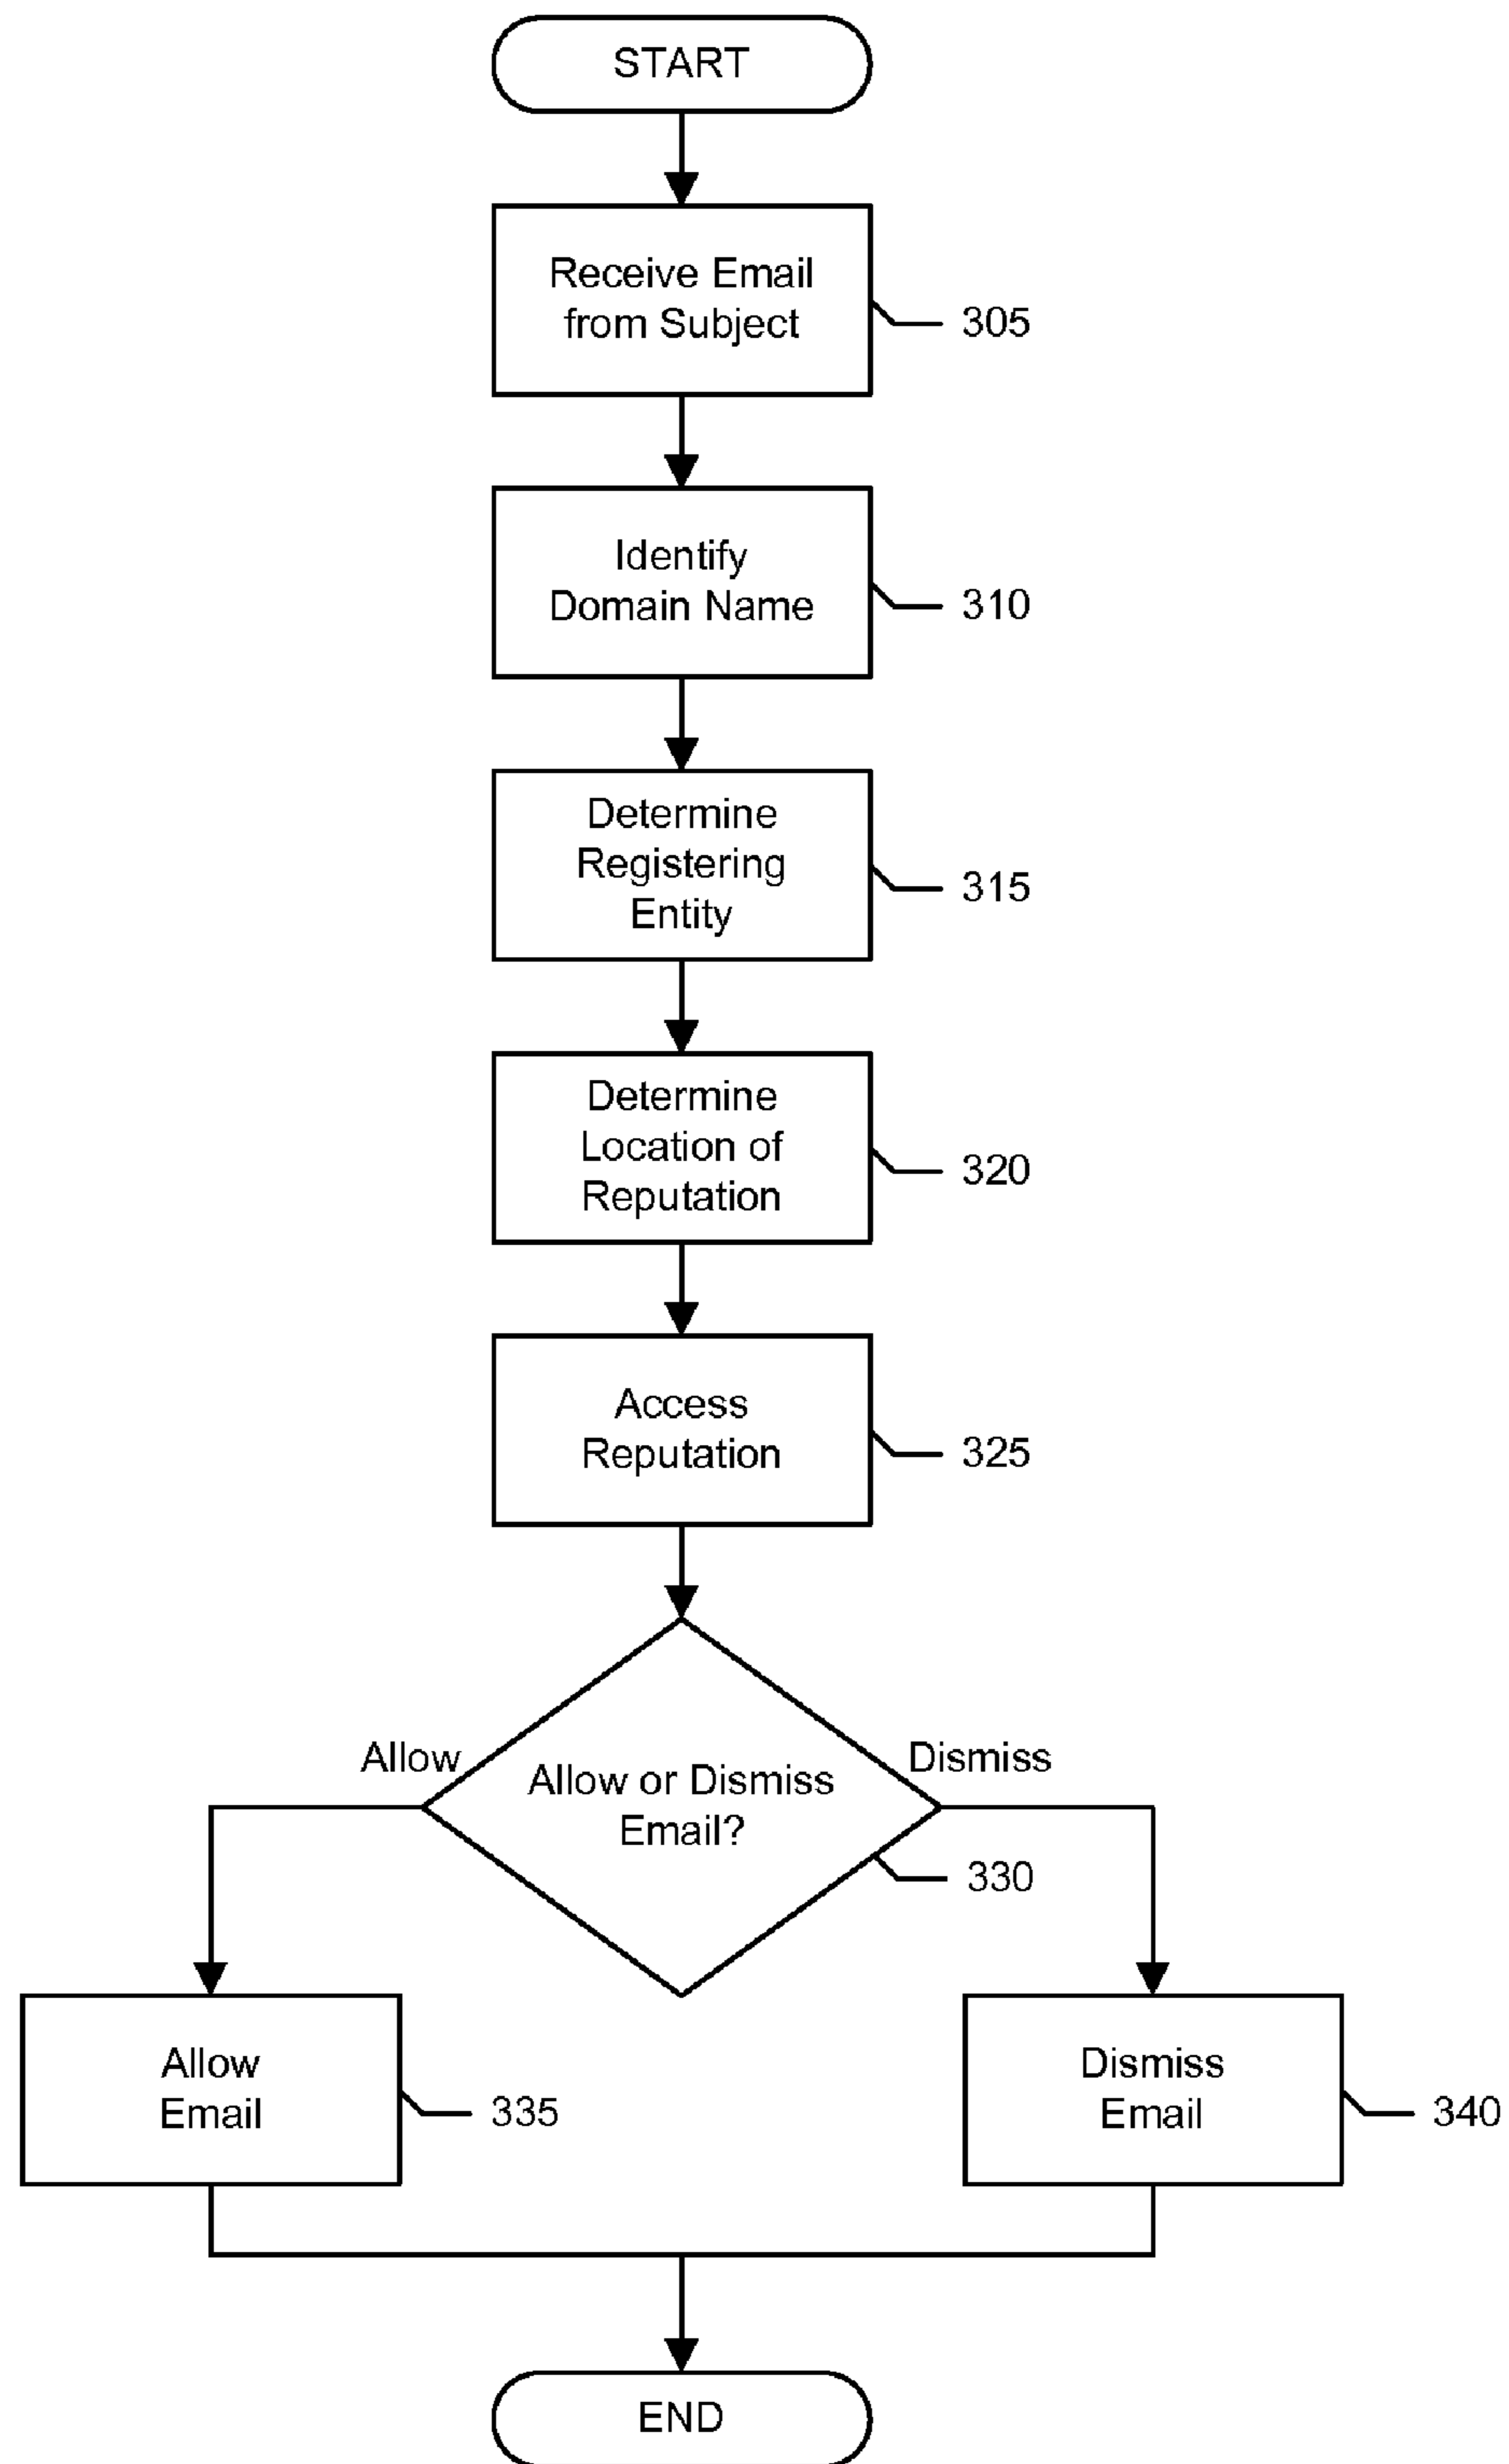 START
Receive Email
from Subject
305
Identify
Domain Name
310
Determine
Registering
Entity
315
Determine
Location of
Reputation
320
Access
Reputation
325
Allow
Dismiss
Allow or Dismiss
Email?
330
Allow
Email
335
Dismiss
Email
340
END